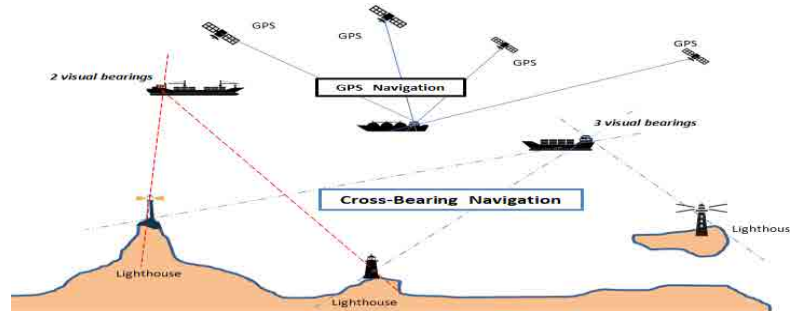 GPS
GPS
GPS
GPS
2 visual bearings
GPS Navigation
3 visual bearings
Cross-Bearing Navigation
Lighthous
Lighthouse
Lighthouse